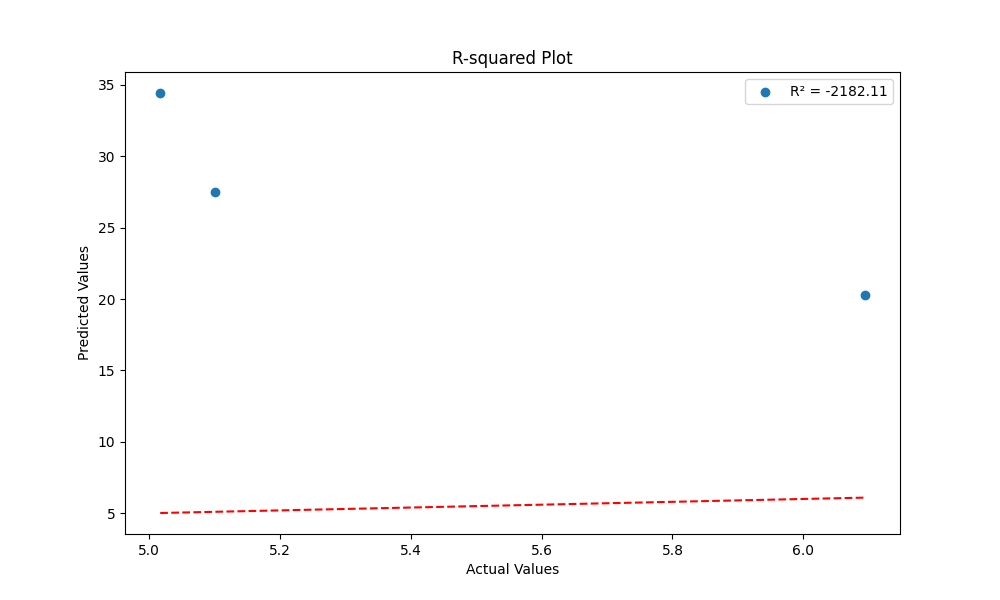 R-squared Plot
R² = -2182.11
Predicted Values
35
30
25
20
15
10
5
5.0 5.2 5.4 5.6 5.8 6.0
Actual Values